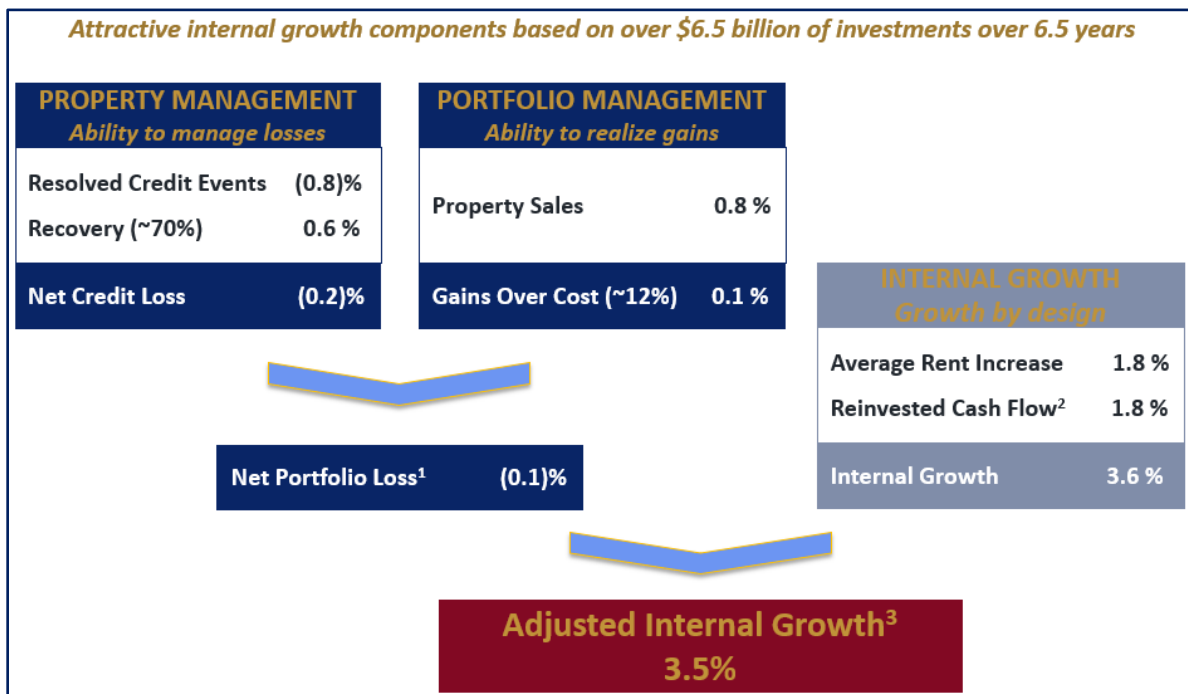 Attractive internal growth components based on over $6.5 billion of investments over 6.5 years
PROPERTY MANAGEMENT
Ability to manage losses
Resolved Credit Events (0.8)%
Recovery (~70%) 0.6 %
Net Credit Loss (0.2)%
PORTFOLIO MANAGEMENT
Ability to realize gains
Property Sales 0.8 %
Gains Over Cost (~12%) 0.1 %
Net Portfolio Loss¹ (0.1)%
INTERNAL GROWTH
Growth by design
Average Rent Increase 1.8 %
Reinvested Cash Flow² 1.8 %
Internal Growth 3.6 %
Adjusted Internal Growth³
3.5%